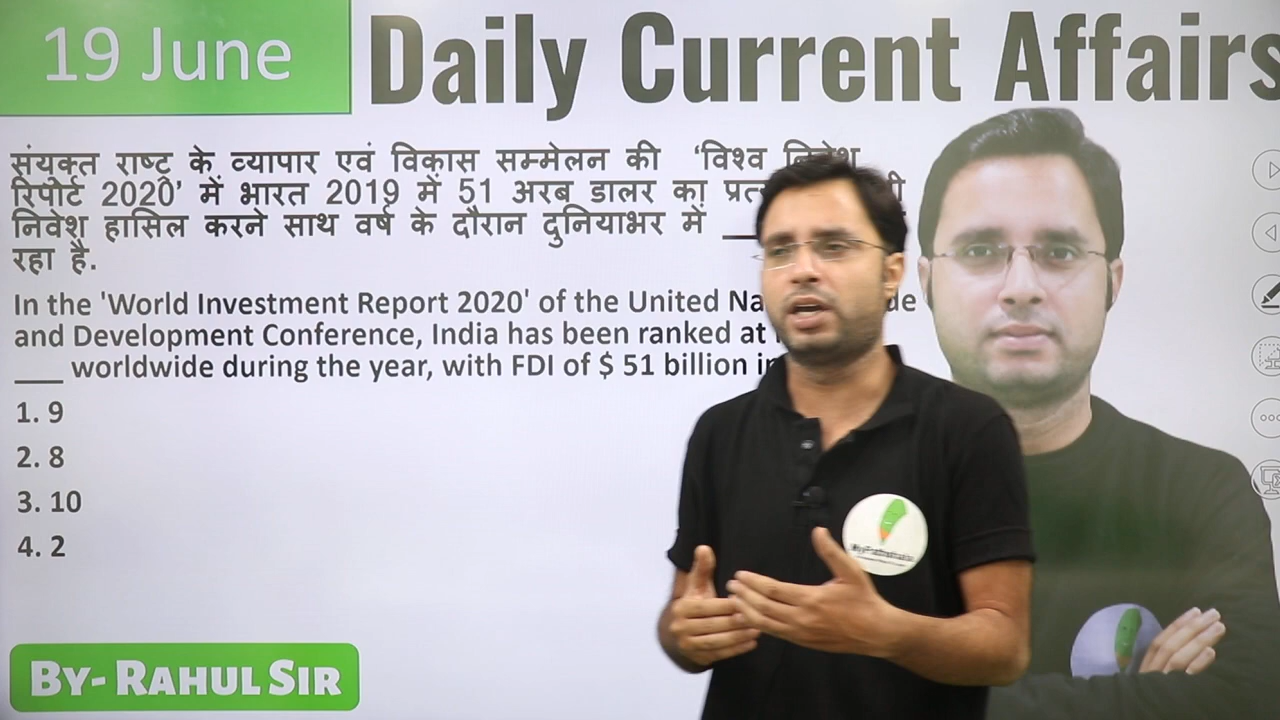 19 June
Daily Current Affairs
संयुक्त राष्ट्र के व्यापार एवं विकास सम्मेलन की 'विश्व निवेश
रिपोर्ट 2020' में भारत 2019 में 51 अरब डालर का
निवेश हासिल करने साथ वर्ष के दौरान दुनियाभर में ___
रहा है.
In the 'World Investment Report 2020' of the United
and Development Conference, India has been ranked at
___ worldwide during the year, with FDI of $ 51 billion
1. 9
2. 8
3. 10
4. 2
By- Rahul Sir